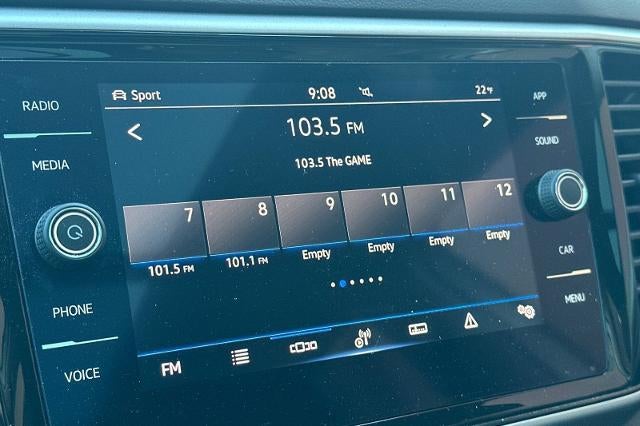 RADIO
MEDIA
PHONE
VOICE
Sport 9:08 22°F
103.5 FM
103.5 The GAME
7 8 9 10 11 12
101.5 FM 101.1 FM Empty Empty Empty Empty
FM
APP
SOUND
CAR
MENU